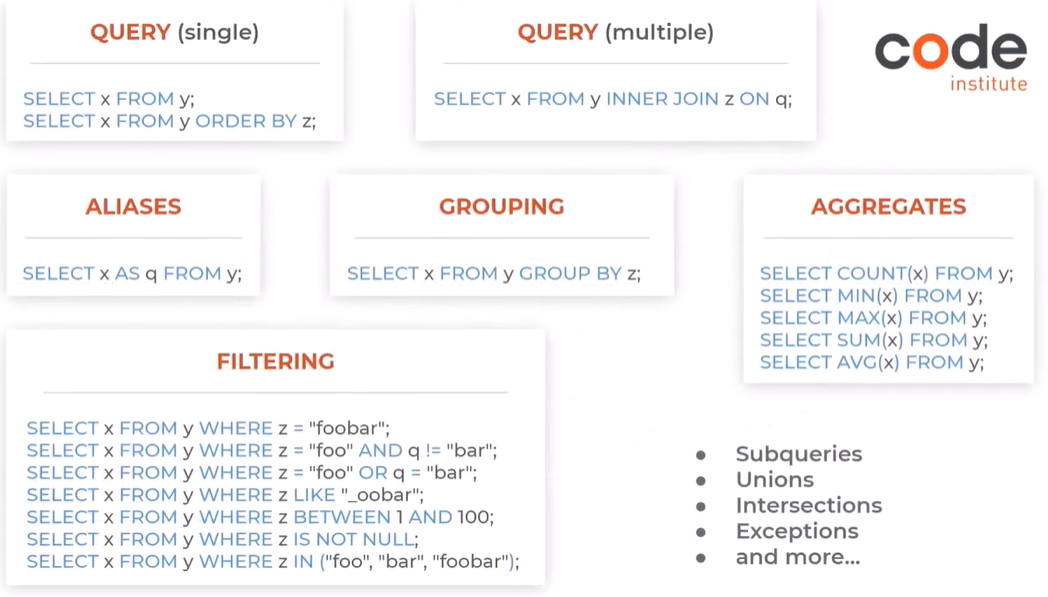 QUERY (single)
SELECT x FROM y;
SELECT x FROM y ORDER BY z;
QUERY (multiple)
SELECT x FROM y INNER JOIN z ON q;
code
institute
ALIASES
SELECT x AS q FROM y;
GROUPING
SELECT x FROM y GROUP BY z;
AGGREGATES
SELECT COUNT(x) FROM y;
SELECT MIN(x) FROM y;
SELECT MAX(x) FROM y;
SELECT SUM(x) FROM y;
SELECT AVG(x) FROM y;
FILTERING
SELECT x FROM y WHERE z = "foobar";
SELECT x FROM y WHERE z = "foo" AND q != "bar";
SELECT x FROM y WHERE z = "foo" OR q = "bar";
SELECT x FROM y WHERE z LIKE "_oobar";
SELECT x FROM y WHERE z BETWEEN 1 AND 100;
SELECT x FROM y WHERE z IS NOT NULL;
SELECT x FROM y WHERE z IN ("foo", "bar", "foobar");
● Subqueries
● Unions
● Intersections
● Exceptions
● and more...